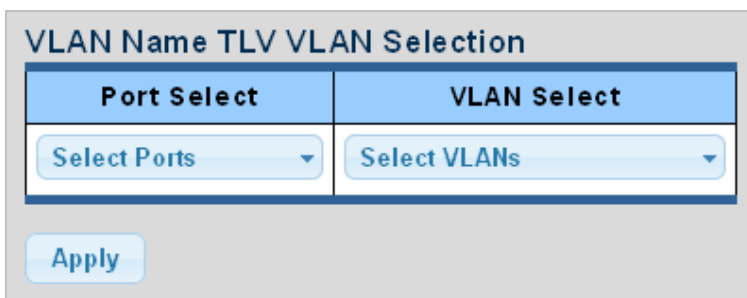 VLAN Name TLV VLAN Selection
Port Select VLAN Select
Select Ports Select VLANs
Apply